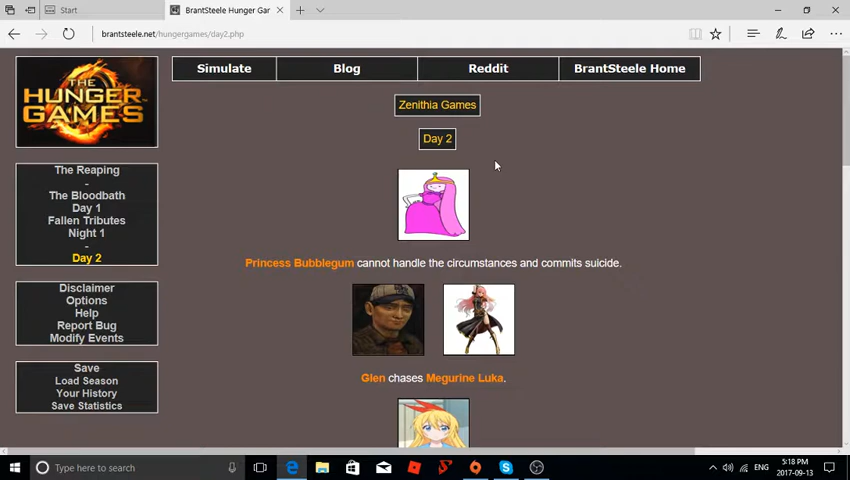 Start
BrantSteele Hunger Gar
brantsteele.net/hungergames/day2.php
THE HUNGER GAMES
Simulate
Blog
Reddit
BrantSteele Home
Zenithia Games
Day 2
The Reaping
-
The Bloodbath
Day 1
Fallen Tributes
Night 1
-
Day 2
Disclaimer
Options
Help
Report Bug
Modify Events
Save
Load Season
Your History
Save Statistics
Princess Bubblegum cannot handle the circumstances and commits suicide.
Glen chases Megurine Luka.
Type here to search
ENG
5:18 PM
2017-09-13